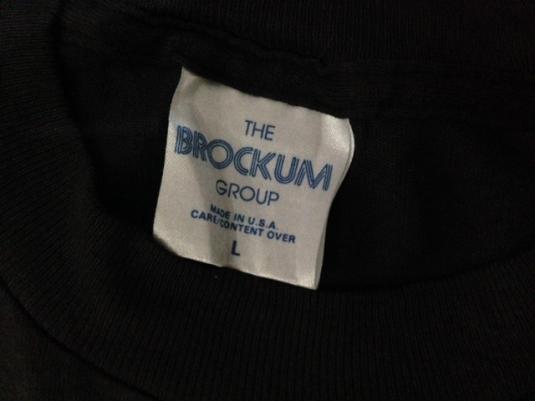 THE
BROCKUM
GROUP
MADE IN U.S.A.
CARE/CONTENT OVER
L